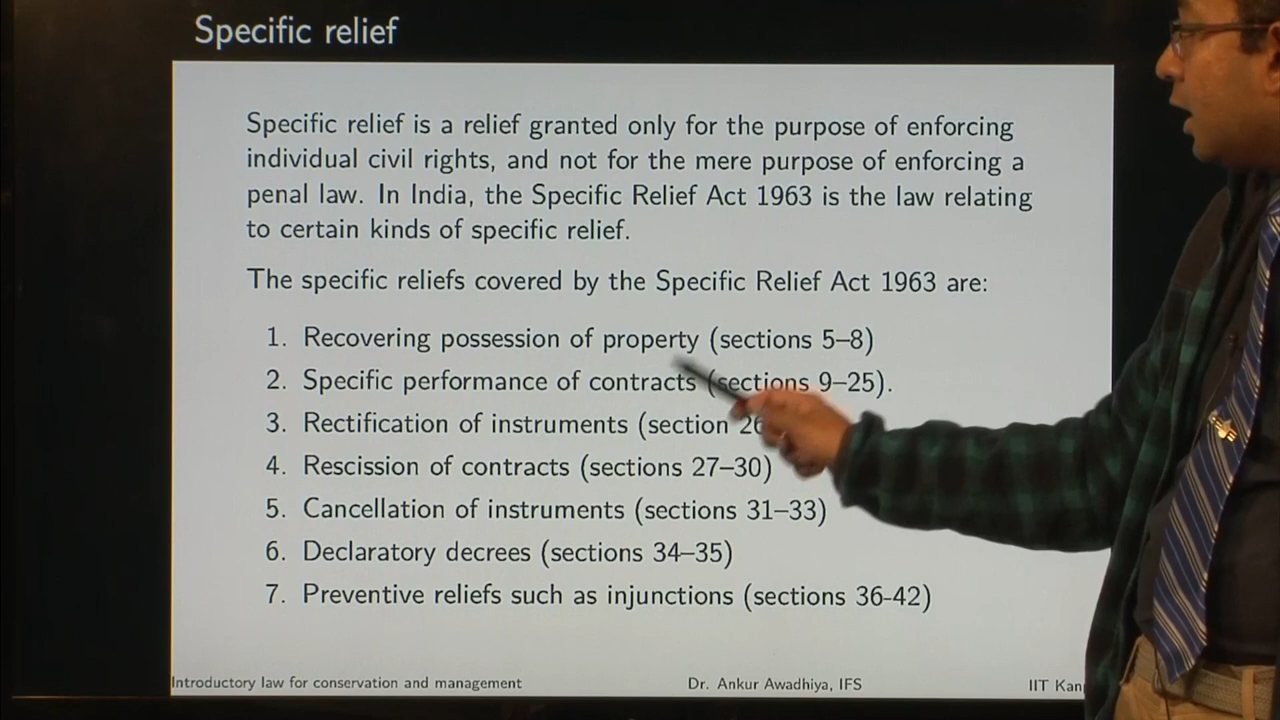 Specific relief
Specific relief is a relief granted only for the purpose of enforcing
individual civil rights, and not for the mere purpose of enforcing a
penal law. In India, the Specific Relief Act 1963 is the law relating
to certain kinds of specific relief.
The specific reliefs covered by the Specific Relief Act 1963 are:
1. Recovering possession of property (sections 5–8)
2. Specific performance of contracts (sections 9–25).
3. Rectification of instruments (section 26
4. Rescission of contracts (sections 27–30)
5. Cancellation of instruments (sections 31–33)
6. Declaratory decrees (sections 34–35)
7. Preventive reliefs such as injunctions (sections 36-42)
Introductory law for conservation and management Dr. Ankur Awadhiya, IFS IIT